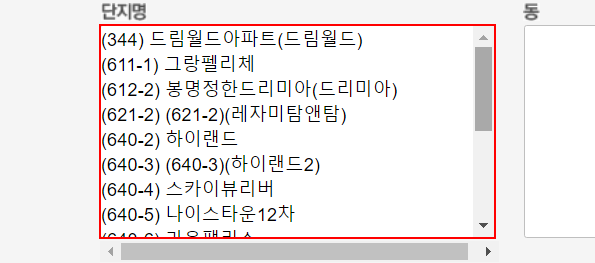 단지명
동
(344) 드림월드아파트(드림월드)
(611-1) 그랑펠리체
(612-2) 봉명정한드리미아(드리미아)
(621-2) (621-2)(레자미탐앤탐)
(640-2) 하이랜드
(640-3) (640-3)(하이랜드2)
(640-4) 스카이뷰리버
(640-5) 나이스타운12차